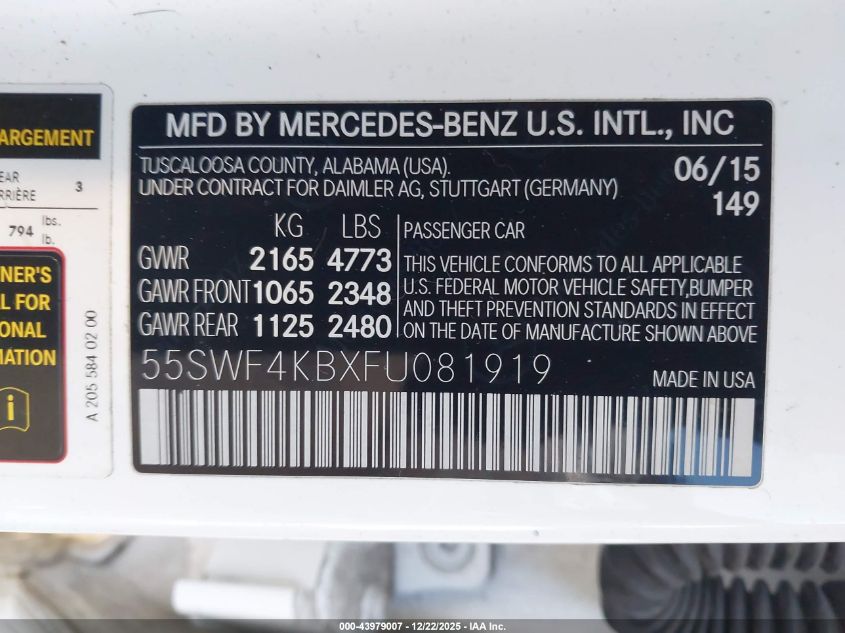 ARGEMENT
EAR
RRIÈRE 3
794 lbs.
lb.
NER'S
L FOR
IONAL
MATION
i
A 205 584 02 00
MFD BY MERCEDES-BENZ U.S. INTL., INC
TUSCALOOSA COUNTY, ALABAMA (USA). 06/15
UNDER CONTRACT FOR DAIMLER AG, STUTTGART (GERMANY) 149
KG LBS PASSENGER CAR
GVWR 2165 4773 THIS VEHICLE CONFORMS TO ALL APPLICABLE
GAWR FRONT 1065 2348 U.S. FEDERAL MOTOR VEHICLE SAFETY,BUMPER
AND THEFT PREVENTION STANDARDS IN EFFECT
GAWR REAR 1125 2480 ON THE DATE OF MANUFACTURE SHOWN ABOVE
55SWF4KBXFU081919 MADE IN USA
000-43979007 - 12/22/2025 - IAA Inc.